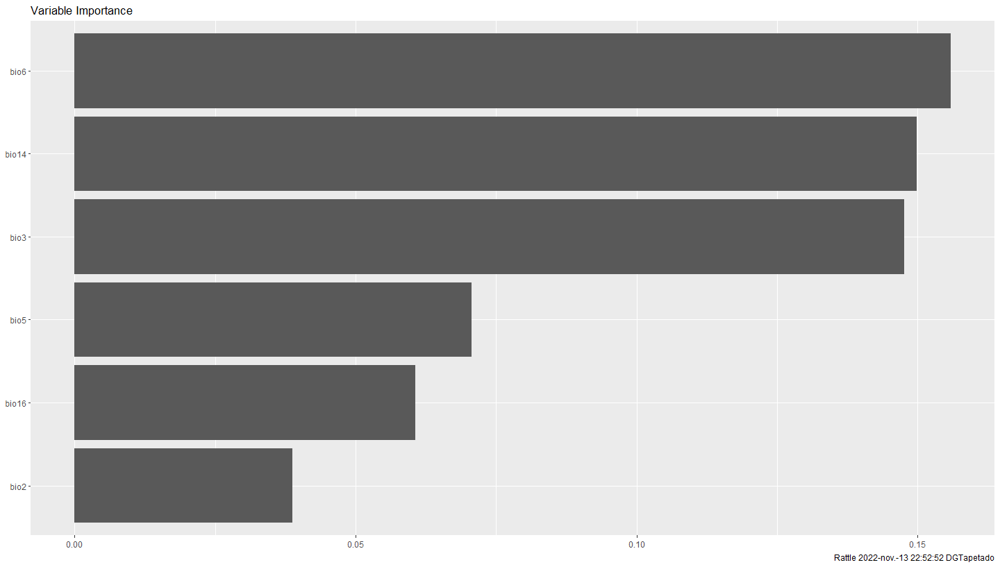 Variable Importance
bio6
bio14
bio3
bio5
bio16
bio2
0.00 0.05 0.10 0.15
Rattle 2022-nov.-13 22:52:52 DGTapetado